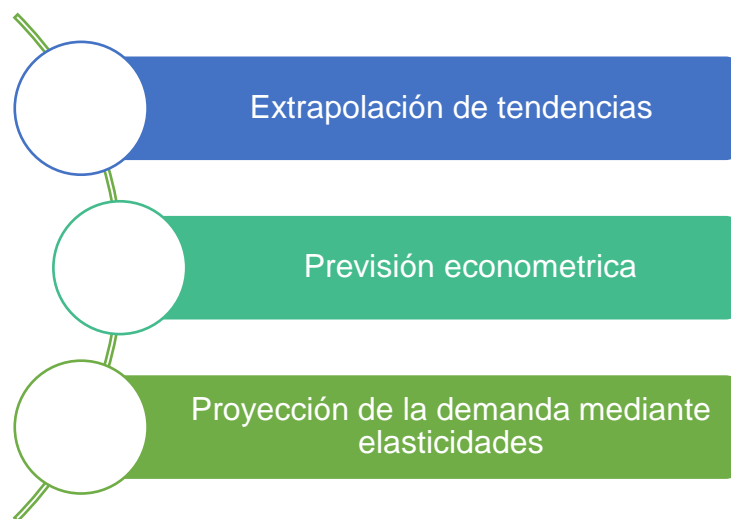 Extrapolación de tendencias
Previsión econometrica
Proyección de la demanda mediante
elasticidades